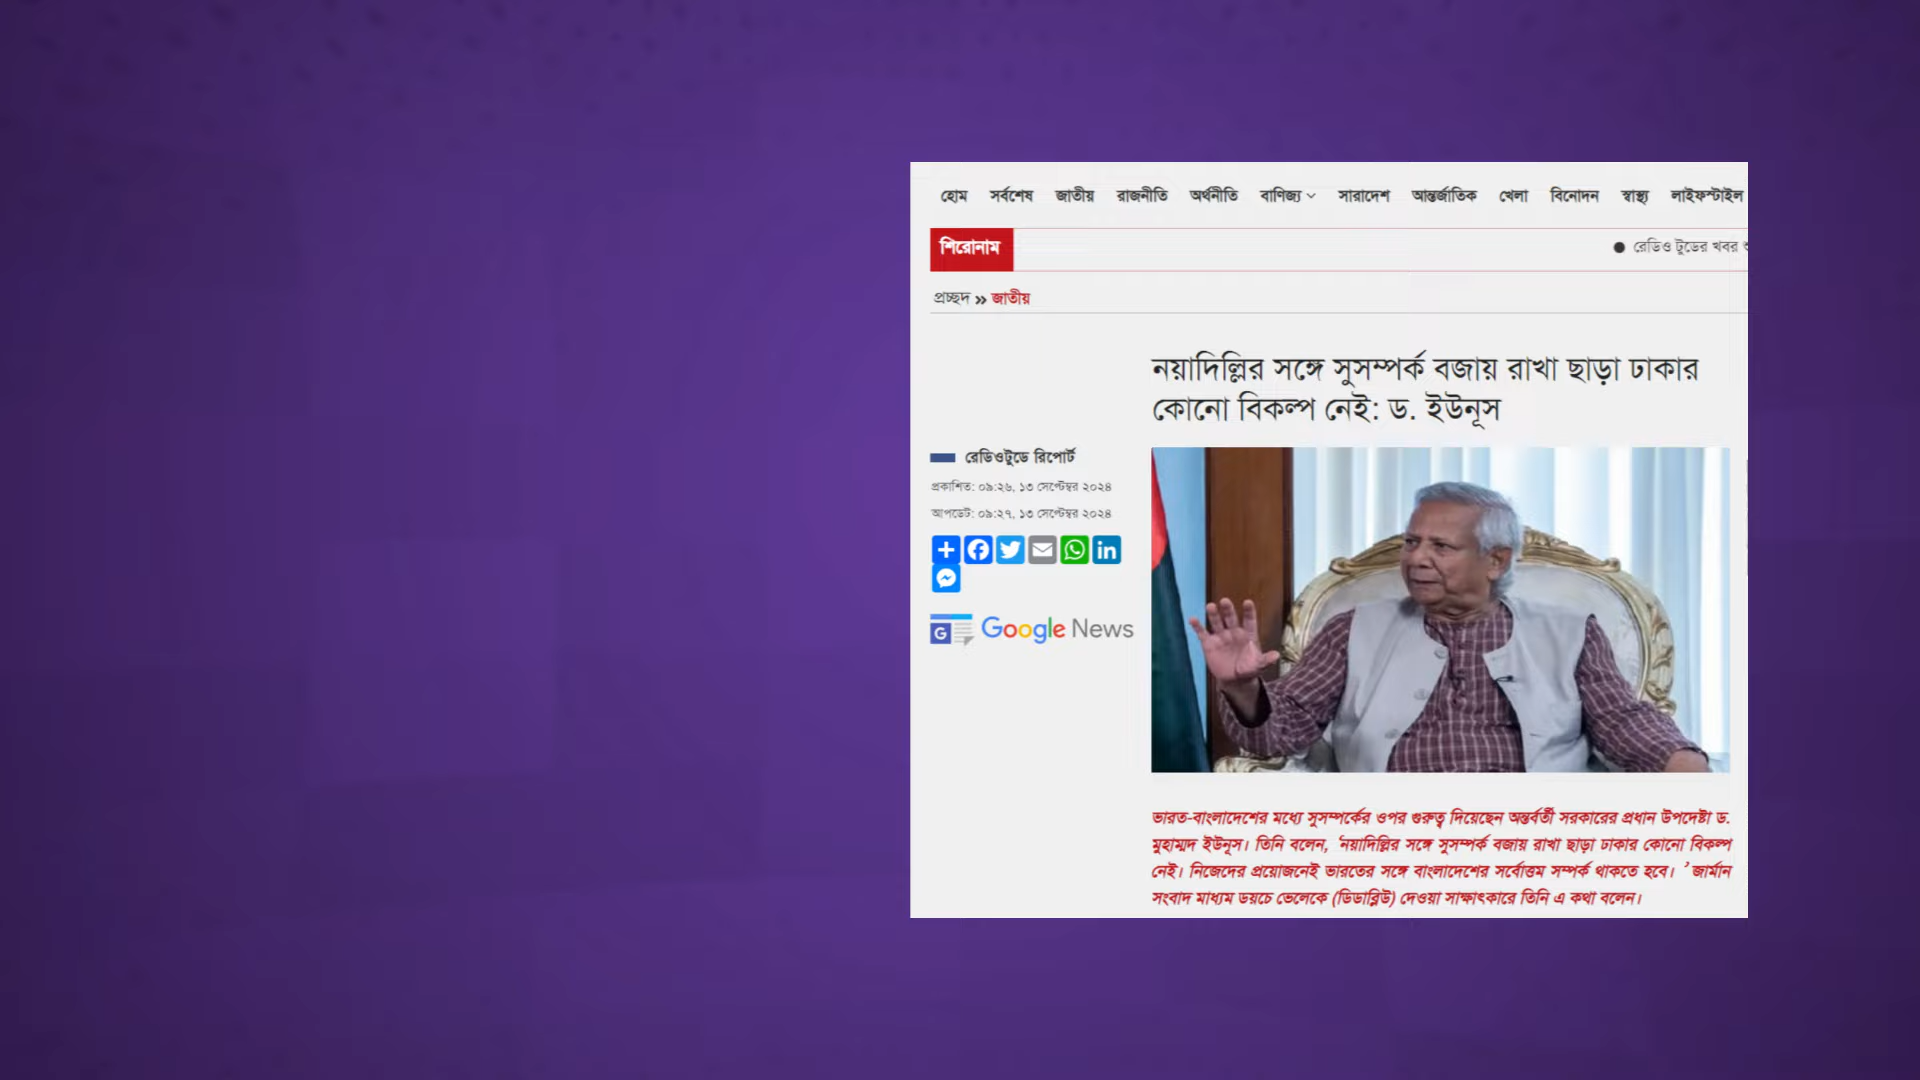 হোম সর্বশেষ জাতীয় রাজনীতি অর্থনীতি বাণিজ্য সারাদেশ আন্তর্জাতিক খেলা বিনোদন স্বাস্থ্য লাইফস্টাইল
শিরোনাম
● রেডিও টুডের খবর
প্রচ্ছদ » জাতীয়
নয়াদিল্লির সঙ্গে সুসম্পর্ক বজায় রাখা ছাড়া ঢাকার
কোনো বিকল্প নেই: ড. ইউনূস
রেডিওটুডে রিপোর্ট
প্রকাশিত: ০৯:২৬, ১৩ সেপ্টেম্বর ২০২৪
আপডেট: ০৯:২৭, ১৩ সেপ্টেম্বর ২০২৪
Google News
ভারত-বাংলাদেশের মধ্যে সুসম্পর্কের ওপর গুরুত্ব দিয়েছেন অন্তর্বর্তী সরকারের প্রধান উপদেষ্টা ড.
মুহাম্মদ ইউনূস। তিনি বলেন, ‘নয়াদিল্লির সঙ্গে সুসম্পর্ক বজায় রাখা ছাড়া ঢাকার কোনো বিকল্প
নেই। নিজেদের প্রয়োজনেই ভারতের সঙ্গে বাংলাদেশের সর্বোত্তম সম্পর্ক থাকতে হবে। ’ জার্মান
সংবাদ মাধ্যম ডয়চে ভেলেকে (ডিডাব্লিউ) দেওয়া সাক্ষাৎকারে তিনি এ কথা বলেন।